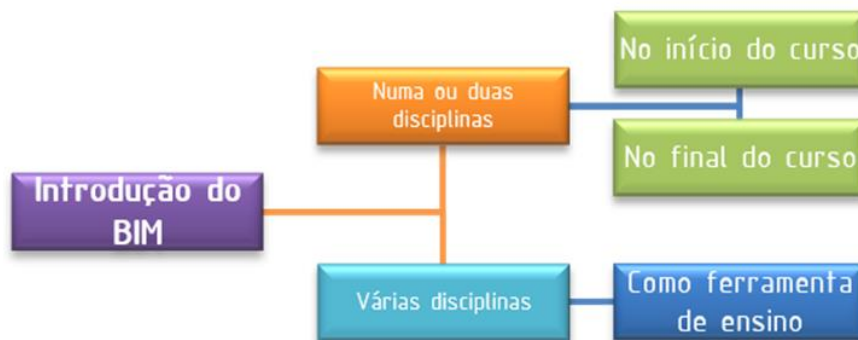 No início do curso
Numa ou duas
disciplinas
No final do curso
Introdução do
BIM
Várias disciplinas
Como ferramenta
de ensino